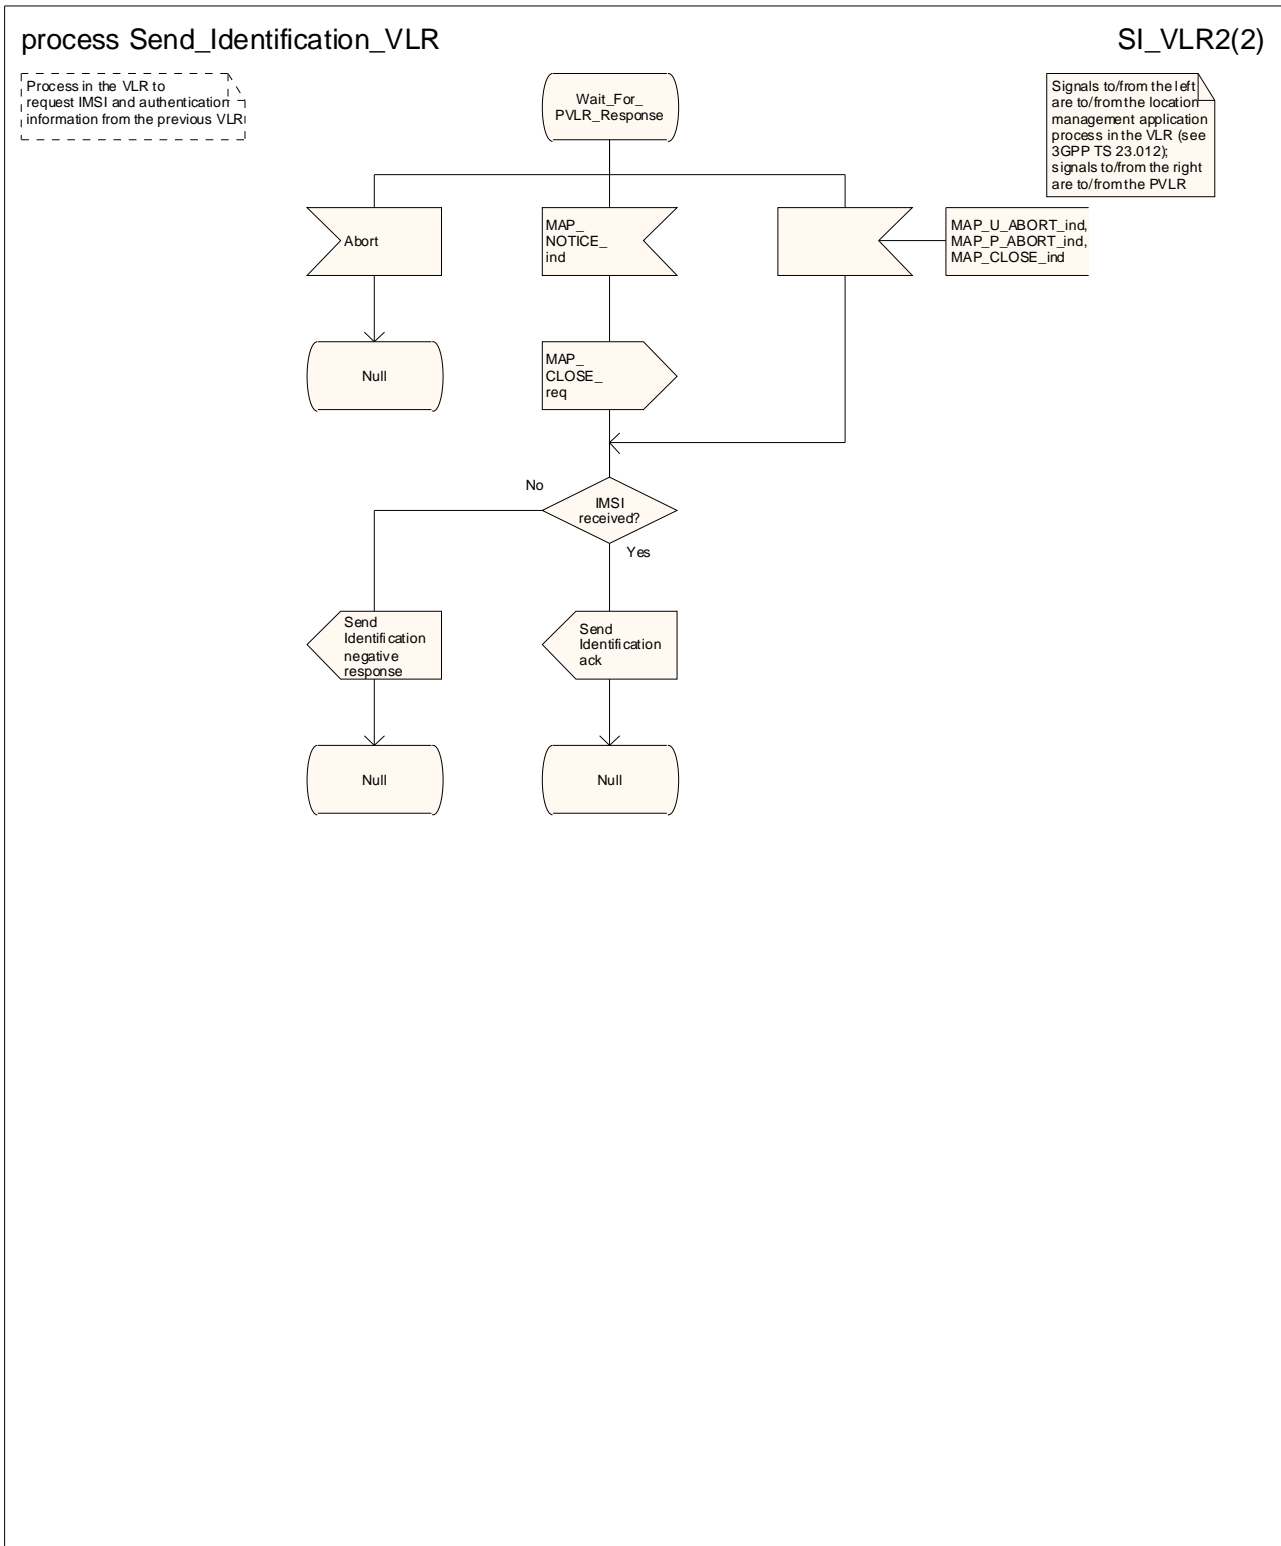 process Send_Identification_VLR
SI_VLR2(2)
Process in the VLR to
request IMSI and authentication
information from the previous VLR
Wait_For_
PVLR_Response
Signals to/from the left
are to/from the location
management application
process in the VLR (see
3GPP TS 23.012);
signals to/from the right
are to/from the PVLR
Abort
MAP_
NOTICE_
ind
MAP_U_ABORT_ind,
MAP_P_ABORT_ind,
MAP_CLOSE_ind
Null
MAP_
CLOSE_
req
No
IMSI
received?
Yes
Send
Identification
negative
response
Send
Identification
ack
Null
Null